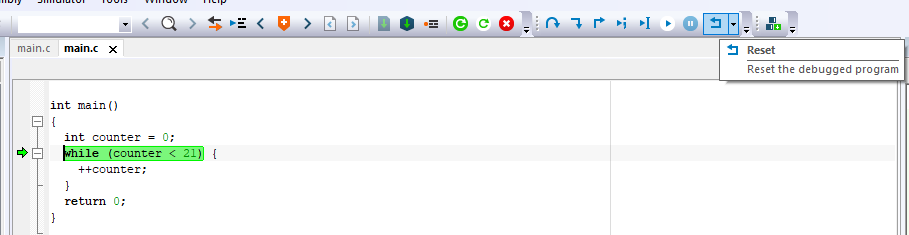 Simulator Tools Window Help
main.c main.c
Reset
Reset the debugged program
int main()
{
int counter = 0;
while (counter < 21) {
++counter;
}
return 0;
}